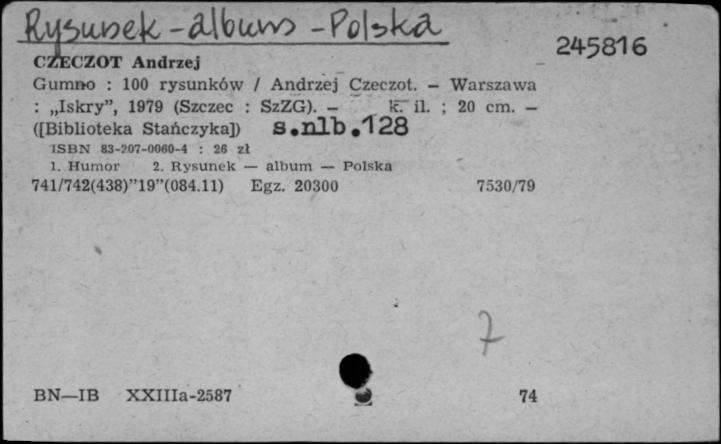 Rysunek - album - Polska
245816
CZECZOT Andrzej
Gumno : 100 rysunków / Andrzej Czeczot. — Warszawa
: „Iskry”, 1979 (Szczec : SzZG). — k. il. ; 20 cm. —
([Biblioteka Stańczyka]) s.nlb.128
ISBN 83-207-0060-4 : 26 zł
1. Humor 2. Rysunek — album — Polska
741/742(438)”19”(084.11) Egz. 20300 7530/79
7
BN—IB XXIIIa-2587 74